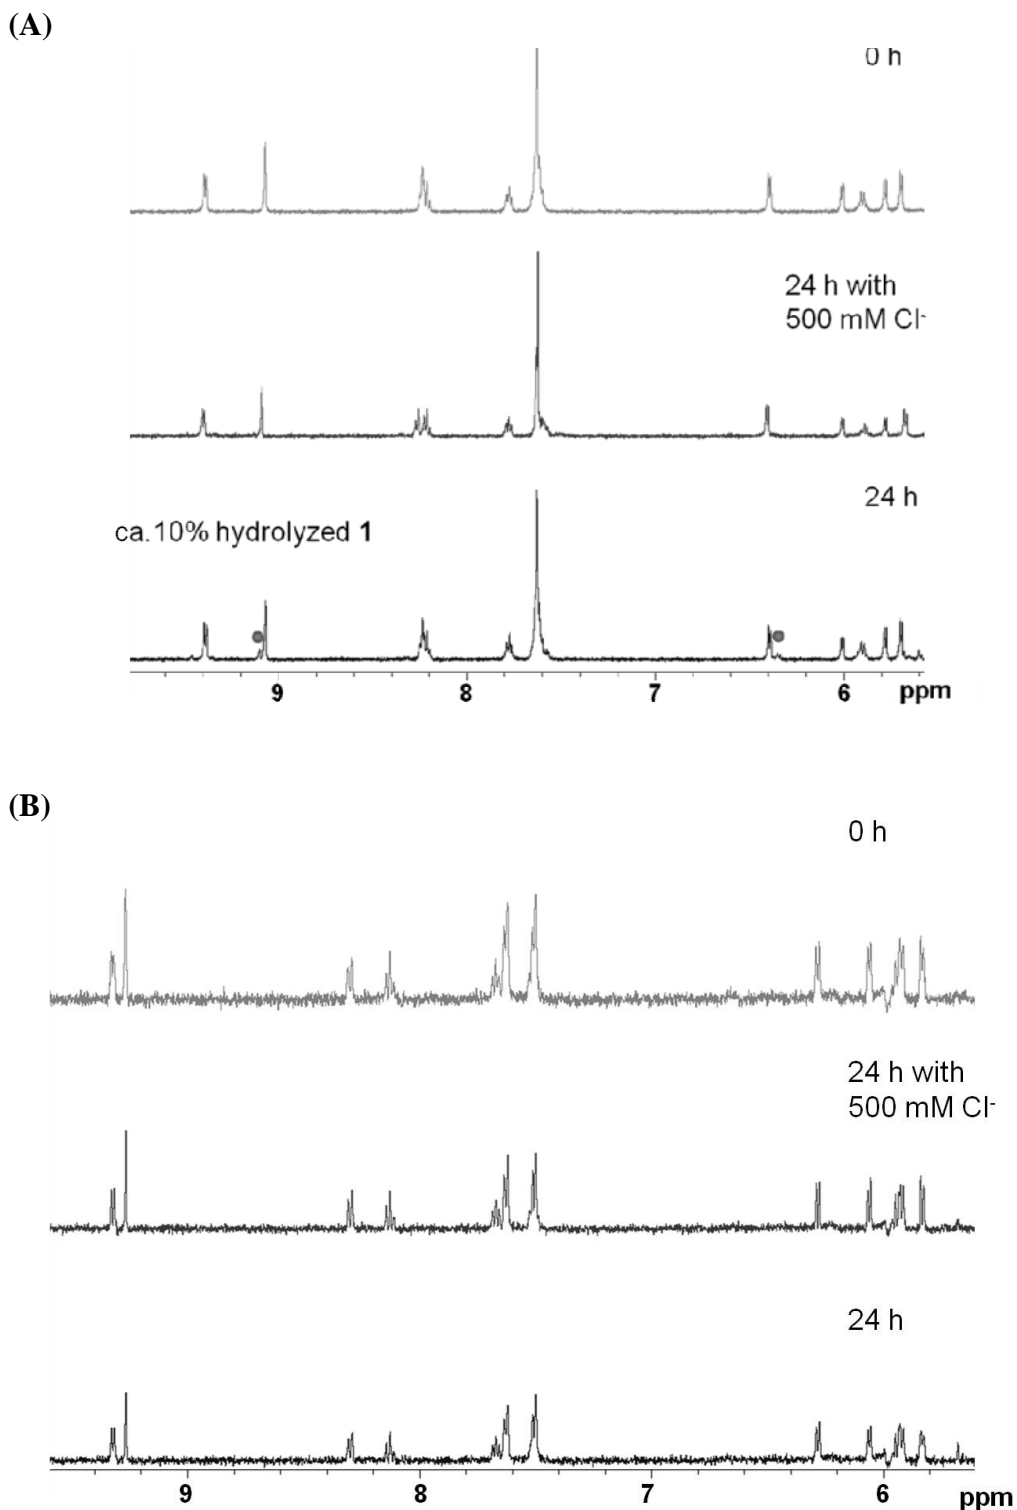 (A)
0 h
24 h with
500 mM Cl-
24 h
ca.10% hydrolyzed 1
9 8 7 6 ppm
(B)
0 h
24 h with
500 mM Cl-
24 h
9 8 7 6 ppm